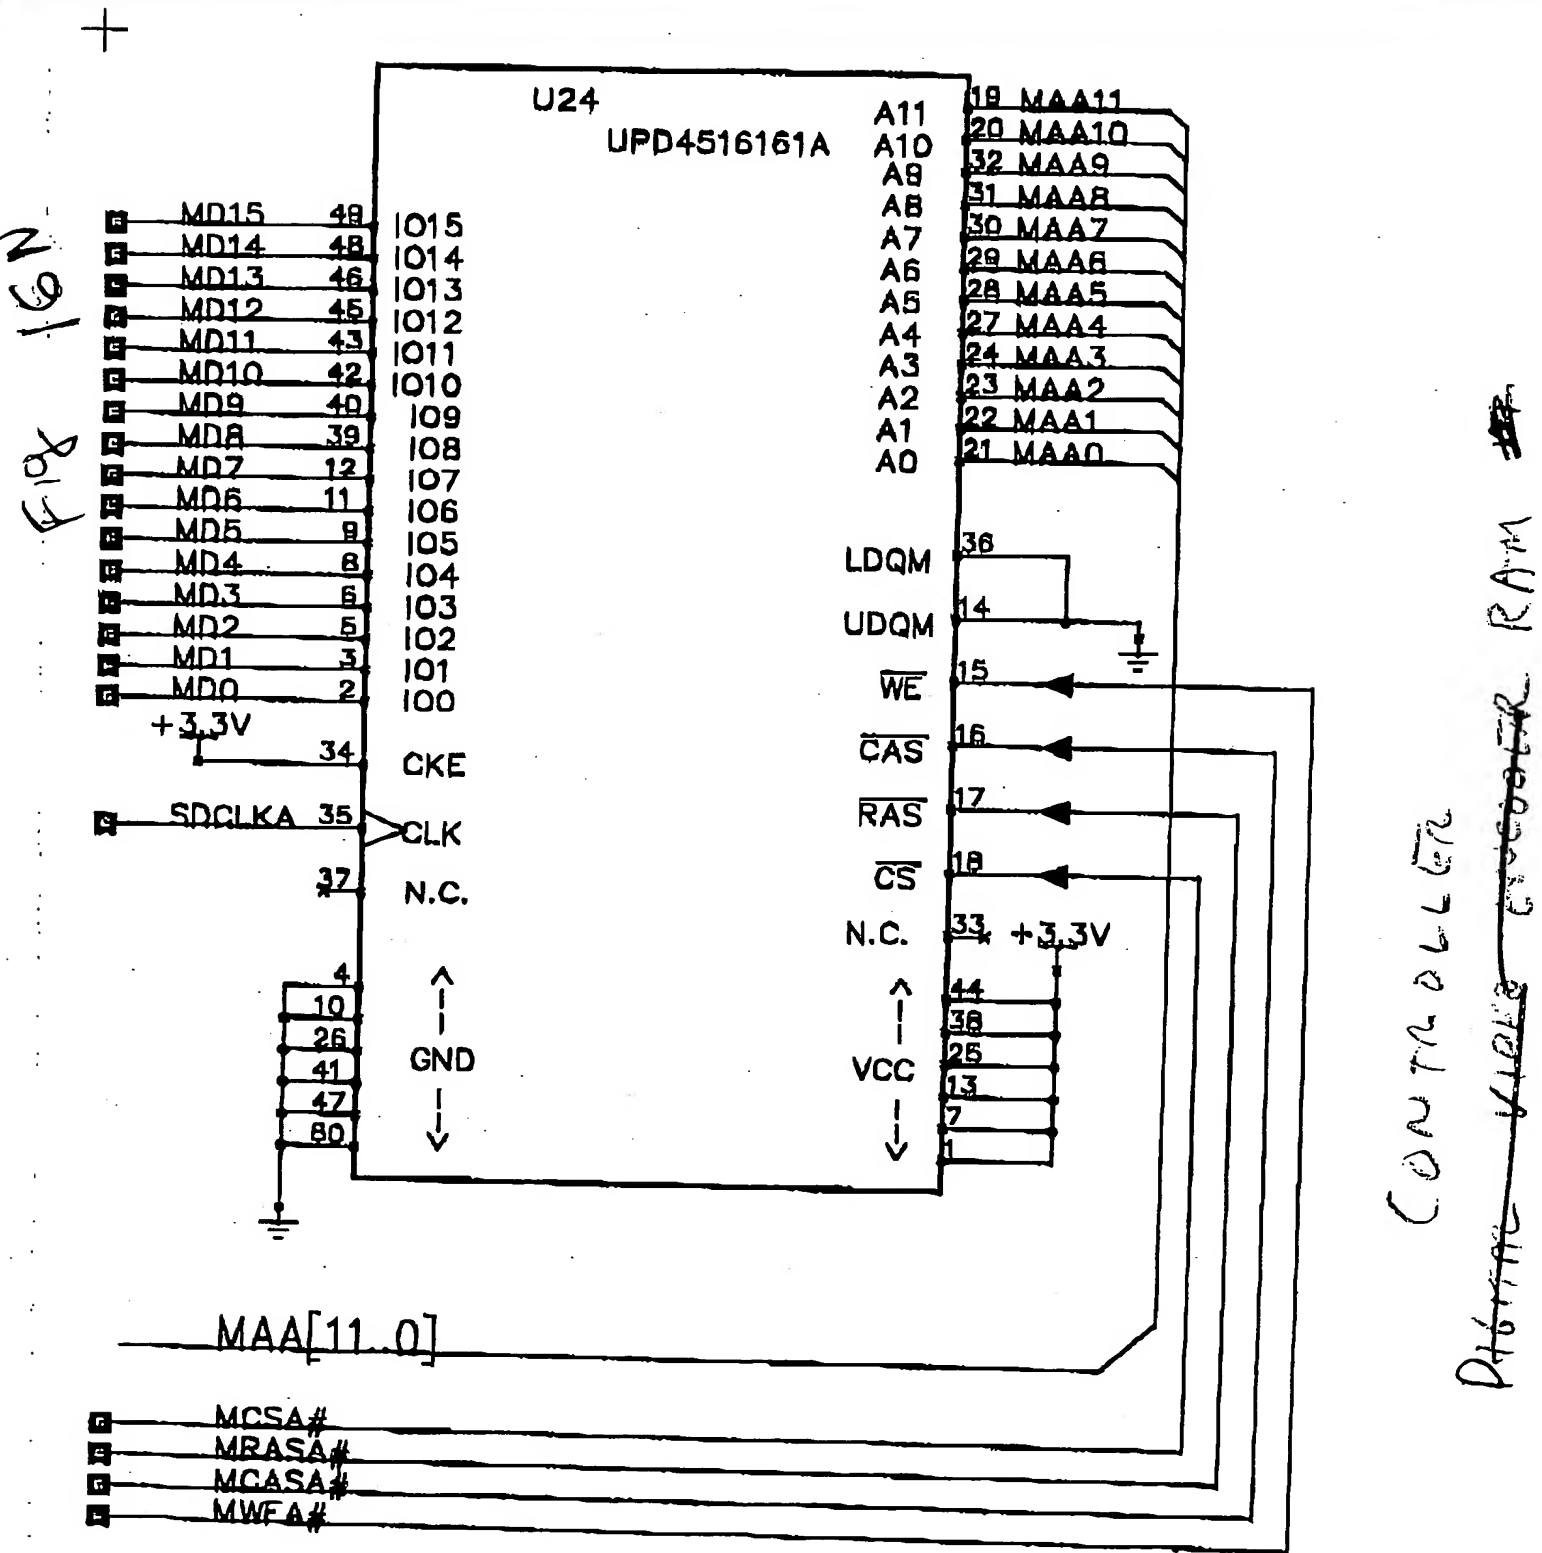 U24
UPD4516161A
A11 19 MAA11
A10 20 MAA10
A9 32 MAA9
A8 31 MAA8
A7 30 MAA7
A6 29 MAA6
A5 28 MAA5
A4 27 MAA4
A3 24 MAA3
A2 23 MAA2
A1 22 MAA1
A0 21 MAA0
MD15 49 IO15
MD14 48 IO14
MD13 46 IO13
MD12 45 IO12
MD11 43 IO11
MD10 42 IO10
MD9 40 IO9
MD8 39 IO8
MD7 12 IO7
MD6 11 IO6
MD5 9 IO5
MD4 8 IO4
MD3 6 IO3
MD2 5 IO2
MD1 3 IO1
MD0 2 IO0
+3.3V
34 CKE
SDCLKA 35 CLK
37 N.C.
4
10
26
41
47
50
GND
LDQM 36
UDQM 14
WE 15
CAS 16
RAS 17
CS 18
N.C. 33
+3.3V
44
38
25
13
7
1
VCC
MAA[11..0]
MCSA#
MRASA#
MCASA#
MWEA#
Fig 16N
CONTROLLER
RAM